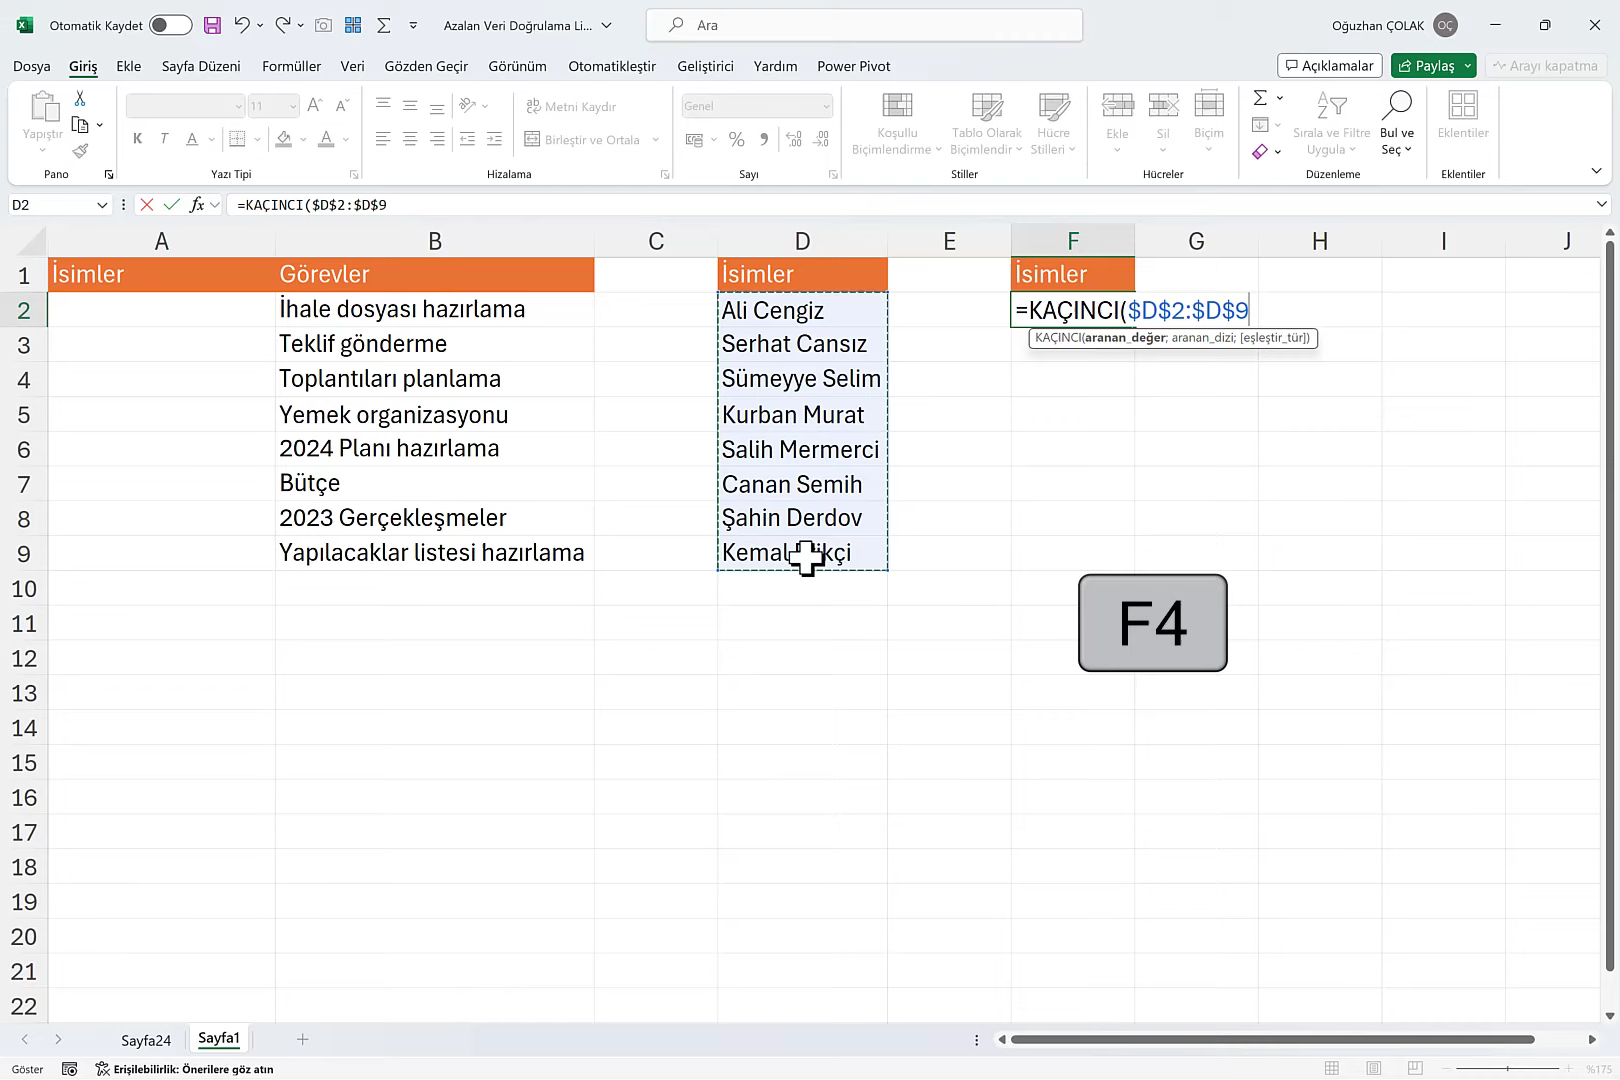 Otomatik Kaydet
Azalan Veri Doğrulama Li...
Ara
Oğuzhan ÇOLAK
OÇ
Dosya Giriş Ekle Sayfa Düzeni Formüller Veri Gözden Geçir Görünüm Otomatikleştir Geliştirici Yardım Power Pivot
Açıklamalar
Paylaş
Arayı kapatma
Yapıştır
Pano
11
K T A
Yazı Tipi
Metni Kaydır
Birleştir ve Ortala
Hizalama
Genel
Sayı
Koşullu
Biçimlendirme
Tablo Olarak
Biçimlendir
Hücre
Stilleri
Stiller
Ekle
Sil
Biçim
Hücreler
Sırala ve Filtre
Uygula
Bul ve
Seç
Düzenleme
Eklentiler
Eklentiler
D2
fx
=KAÇINCI($D$2:$D$9
A B C D E F G H I J
1 İsimler Görevler İsimler İsimler
2 İhale dosyası hazırlama Ali Cengiz =KAÇINCI($D$2:$D$9
KAÇINCI(aranan_değer; aranan_dizi; [eşleştir_tür])
3 Teklif gönderme Serhat Cansız
4 Toplantıları planlama Sümeyye Selim
5 Yemek organizasyonu Kurban Murat
6 2024 Planı hazırlama Salih Mermerci
7 Bütçe Canan Semih
8 2023 Gerçekleşmeler Şahin Derdov
9 Yapılacaklar listesi hazırlama Kemal
10
11
12
13
14
15
16
17
18
19
20
21
22
F4
Sayfa24
Sayfa1
Göster
Erişilebilirlik: Önerilere göz atın
%175